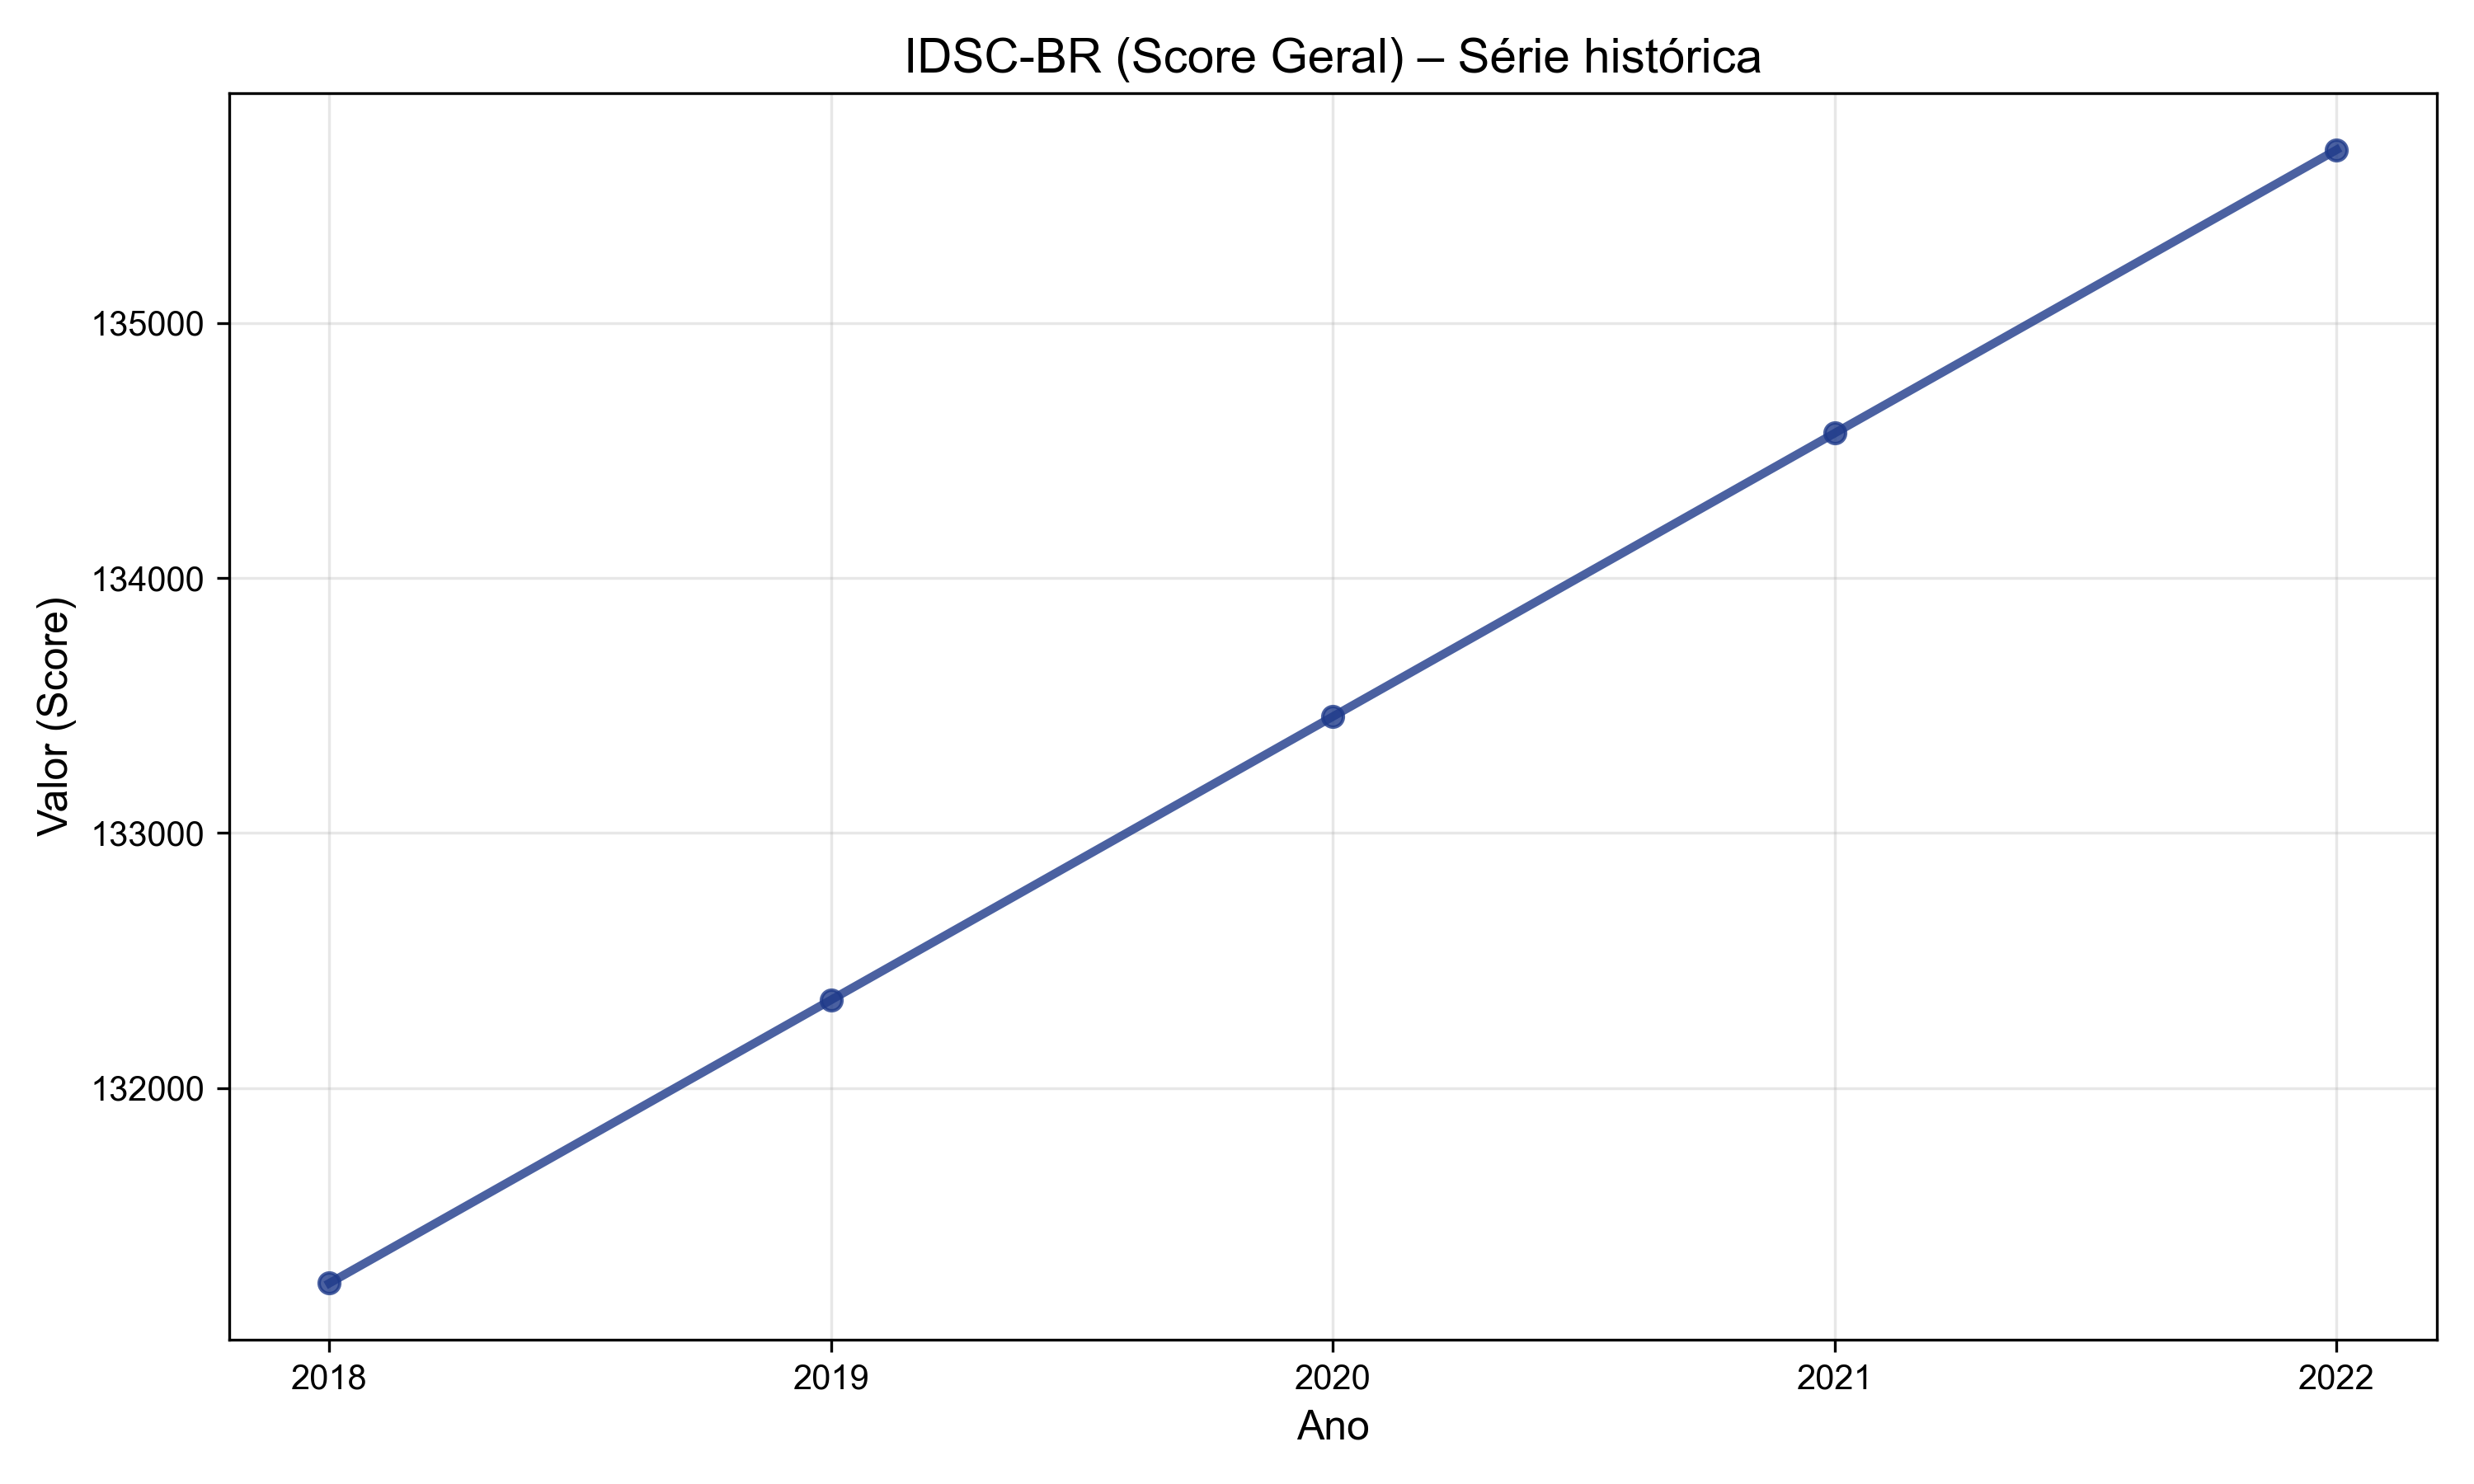 IDSC-BR (Score Geral) – Série histórica
Valor (Score)
135000
134000
133000
132000
2018 2019 2020 2021 2022
Ano